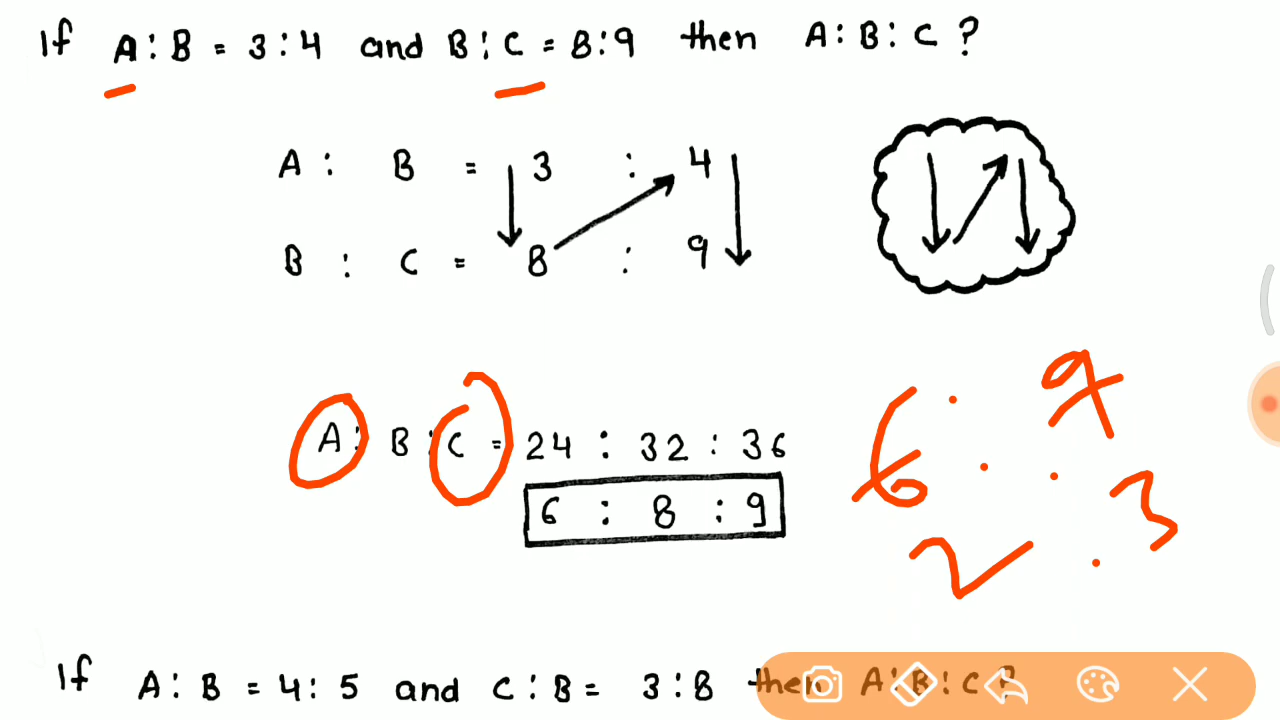 If A : B = 3 : 4 and B : C = 8 : 9 then A : B : C ?
A : B = 3 : 4
B : C = 8 : 9
6 : 9
A : B : C = 24 : 32 : 36
6 : 8 : 9
2 : 3
If A : B = 4 : 5 and C : B = 3 : 8 then A : B : C ?